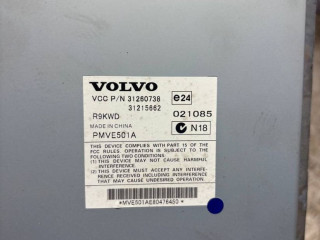 VOLVO
VCC P/N 31260738 e24
31215662
R9KWD 021085
MADE IN CHINA N18
PMVE501A
THIS DEVICE COMPLIES WITH PART 15 OF THE
FCC RULES. OPERATION IS SUBJECT TO THE
FOLLOWING TWO CONDITIONS:
(1) THIS DEVICE MAY NOT CAUSE HARMFUL
INTERFERENCE.
(2) THIS DEVICE MUST ACCEPT ANY INTERFE-
RENCE RECEIVED INCLUDING INTERFERENCE
THAT MAY CAUSE UNDESIRED OPERATION.
*MVE501AE80476450*